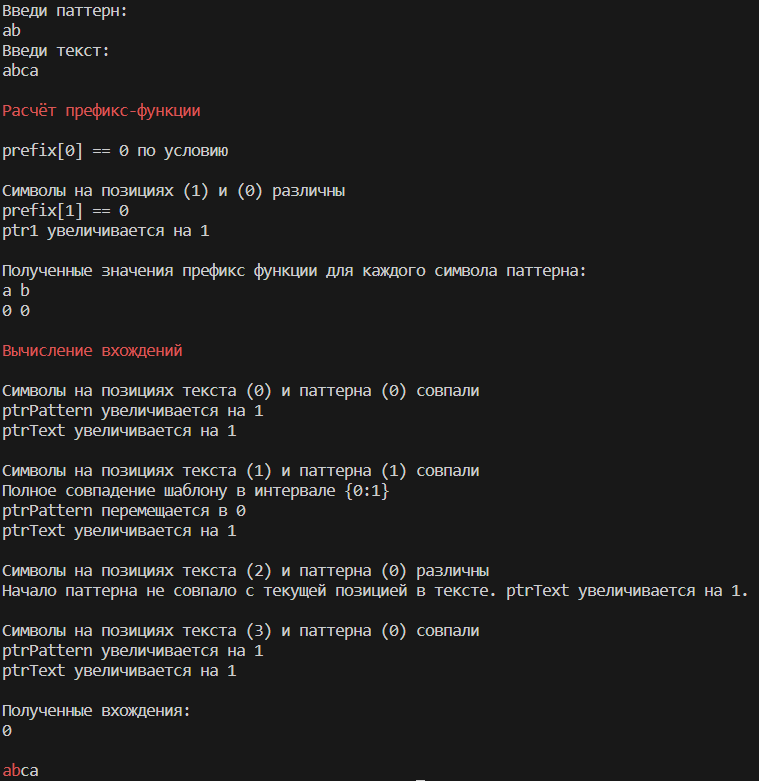 Введи паттерн:
ab
Введи текст:
abca
Расчёт префикс-функции
prefix[0] == 0 по условию
Символы на позициях (1) и (0) различны
prefix[1] == 0
ptr1 увеличивается на 1
Полученные значения префикс функции для каждого символа паттерна:
a b
0 0
Вычисление вхождений
Символы на позициях текста (0) и паттерна (0) совпали
ptrPattern увеличивается на 1
ptrText увеличивается на 1
Символы на позициях текста (1) и паттерна (1) совпали
Полное совпадение шаблону в интервале {0:1}
ptrPattern перемещается в 0
ptrText увеличивается на 1
Символы на позициях текста (2) и паттерна (0) различны
Начало паттерна не совпало с текущей позицией в тексте. ptrText увеличивается на 1.
Символы на позициях текста (3) и паттерна (0) совпали
ptrPattern увеличивается на 1
ptrText увеличивается на 1
Полученные вхождения:
0
abca